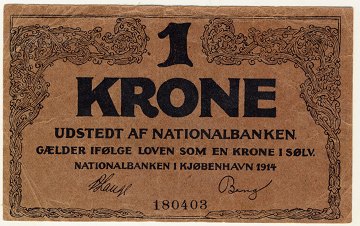 1
KRONE
UDSTEDT AF NATIONALBANKEN.
GÆLDER IFØLGE LOVEN SOM EN KRONE I SØLV.
NATIONALBANKEN I KJØBENHAVN 1914
180403